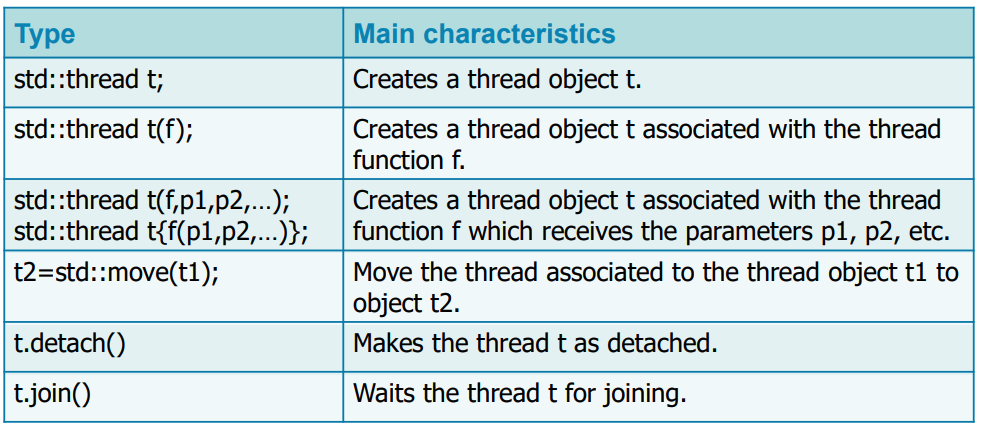 Type
Main characteristics
std::thread t;
Creates a thread object t.
std::thread t(f);
Creates a thread object t associated with the thread
function f.
std::thread t(f,p1,p2,…);
std::thread t{f(p1,p2,…)};
Creates a thread object t associated with the thread
function f which receives the parameters p1, p2, etc.
t2=std::move(t1);
Move the thread associated to the thread object t1 to
object t2.
t.detach()
Makes the thread t as detached.
t.join()
Waits the thread t for joining.